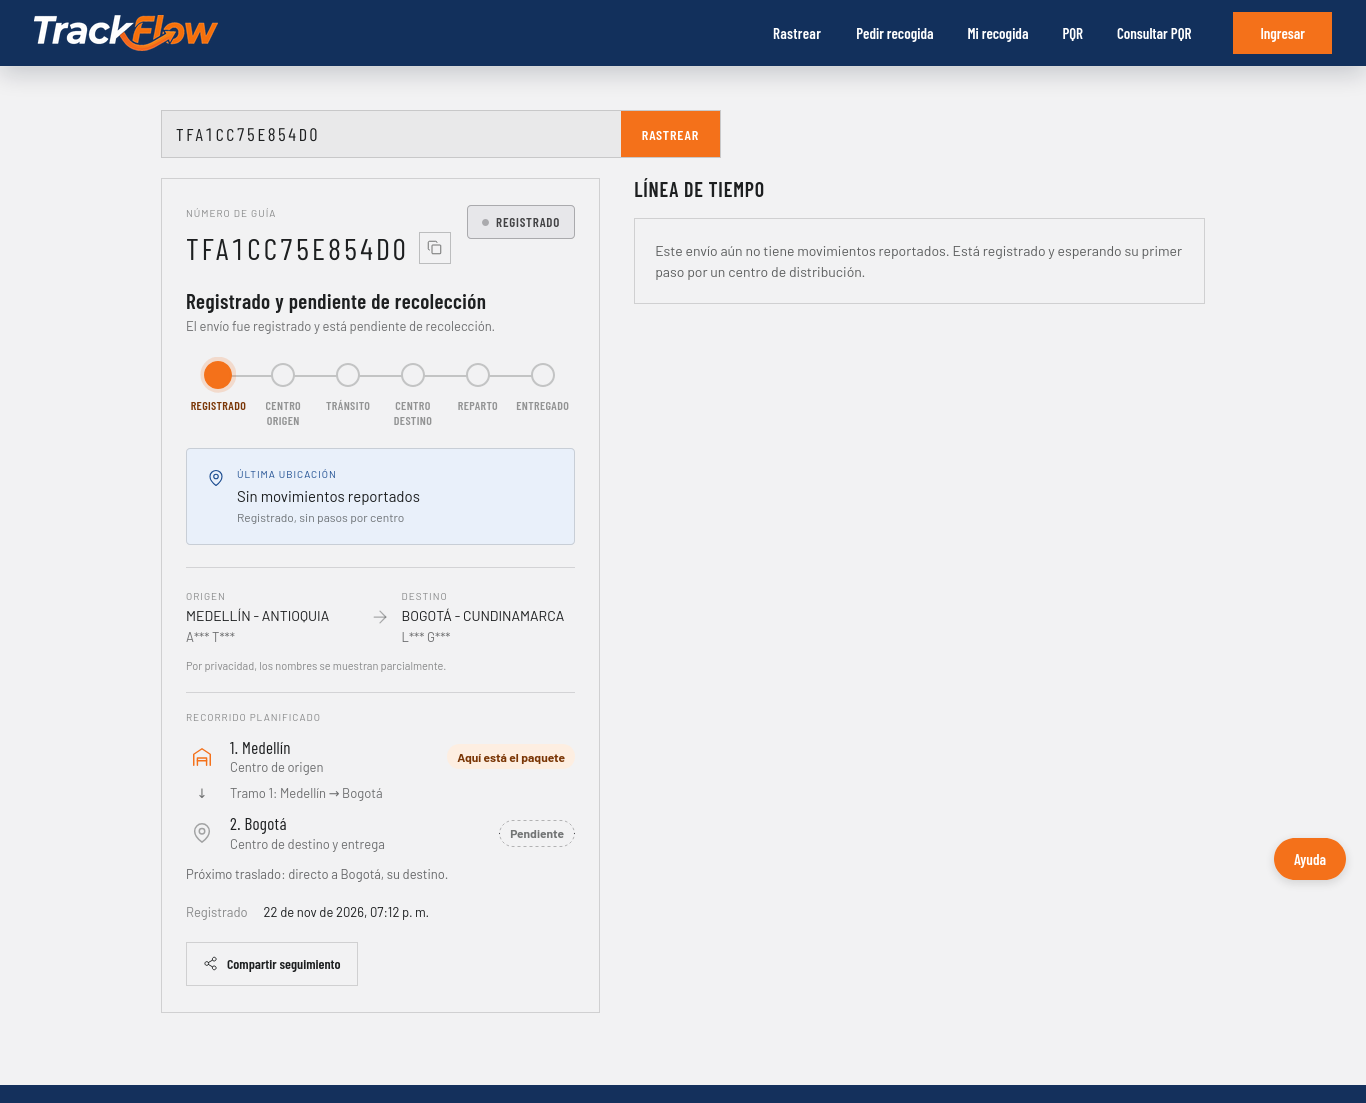 TrackFlow
Rastrear
Pedir recogida
Mi recogida
PQR
Consultar PQR
Ingresar
TFA1CC75E854D0
RASTREAR
NÚMERO DE GUÍA
TFA1CC75E854D0
REGISTRADO
Registrado y pendiente de recolección
El envío fue registrado y está pendiente de recolección.
REGISTRADO
CENTRO
ORIGEN
TRÁNSITO
CENTRO
DESTINO
REPARTO
ENTREGADO
ÚLTIMA UBICACIÓN
Sin movimientos reportados
Registrado, sin pasos por centro
ORIGEN
MEDELLÍN - ANTIOQUIA
A*** T***
→
DESTINO
BOGOTÁ - CUNDINAMARCA
L*** G***
Por privacidad, los nombres se muestran parcialmente.
RECORRIDO PLANIFICADO
1. Medellín
Centro de origen
Aquí está el paquete
↓ Tramo 1: Medellín → Bogotá
2. Bogotá
Centro de destino y entrega
Pendiente
Próximo traslado: directo a Bogotá, su destino.
Registrado 22 de nov de 2026, 07:12 p. m.
Compartir seguimiento
LÍNEA DE TIEMPO
Este envío aún no tiene movimientos reportados. Está registrado y esperando su primer
paso por un centro de distribución.
Ayuda